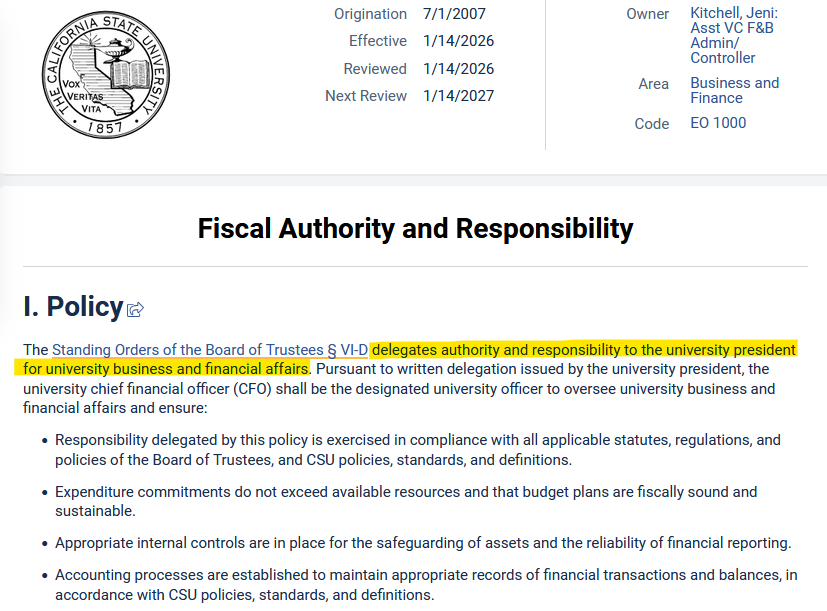 THE CALIFORNIA STATE UNIVERSITY
VOX
VERITAS
VITA
• 1857 •
Origination 7/1/2007
Effective 1/14/2026
Reviewed 1/14/2026
Next Review 1/14/2027
Owner Kitchell, Jeni:
Asst VC F&B
Admin/
Controller
Area Business and
Finance
Code EO 1000
Fiscal Authority and Responsibility
I. Policy
The Standing Orders of the Board of Trustees § VI-D delegates authority and responsibility to the university president
for university business and financial affairs. Pursuant to written delegation issued by the university president, the
university chief financial officer (CFO) shall be the designated university officer to oversee university business and
financial affairs and ensure:
• Responsibility delegated by this policy is exercised in compliance with all applicable statutes, regulations, and
policies of the Board of Trustees, and CSU policies, standards, and definitions.
• Expenditure commitments do not exceed available resources and that budget plans are fiscally sound and
sustainable.
• Appropriate internal controls are in place for the safeguarding of assets and the reliability of financial reporting.
• Accounting processes are established to maintain appropriate records of financial transactions and balances, in
accordance with CSU policies, standards, and definitions.